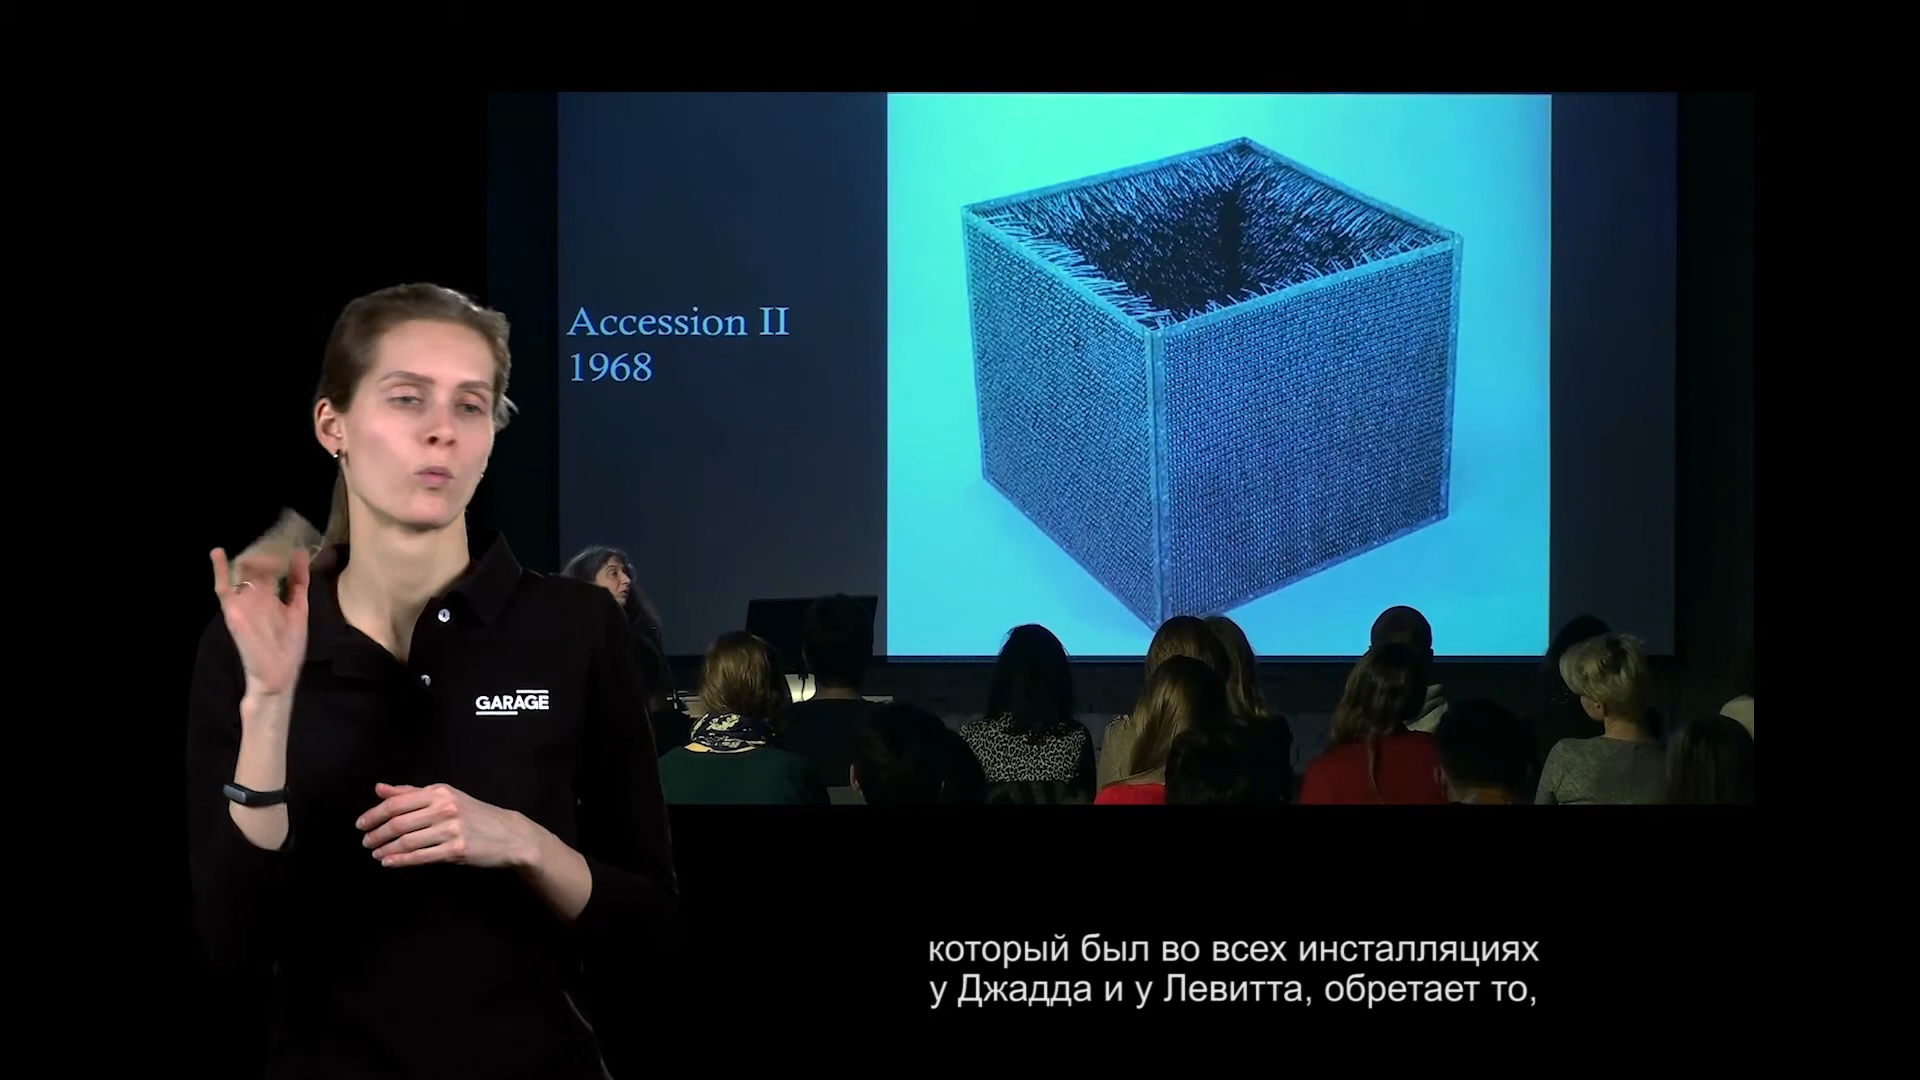 Accession II
1968
GARAGE
который был во всех инсталляциях
у Джадда и у Левитта, обретает то,